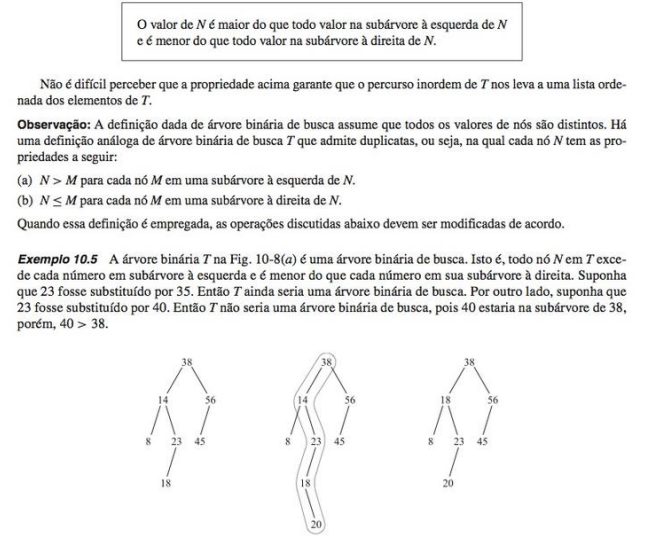 O valor de N é maior do que todo valor na subárvore à esquerda de N
e é menor do que todo valor na subárvore à direita de N.
Não é difícil perceber que a propriedade acima garante que o percurso inordem de T nos leva a uma lista orde-
nada dos elementos de T.
Observação: A definição dada de árvore binária de busca assume que todos os valores de nós são distintos. Há
uma definição análoga de árvore binária de busca T que admite duplicatas, ou seja, na qual cada nó N tem as pro-
priedades a seguir:
(a) N > M para cada nó M em uma subárvore à esquerda de N.
(b) N ≤ M para cada nó M em uma subárvore à direita de N.
Quando essa definição é empregada, as operações discutidas abaixo devem ser modificadas de acordo.
Exemplo 10.5 A árvore binária T na Fig. 10-8(a) é uma árvore binária de busca. Isto é, todo nó N em T exce-
de cada número em subárvore à esquerda e é menor do que cada número em sua subárvore à direita. Suponha
que 23 fosse substituído por 35. Então T ainda seria uma árvore binária de busca. Por outro lado, suponha que
23 fosse substituído por 40. Então T não seria uma árvore binária de busca, pois 40 estaria na subárvore de 38,
porém, 40 > 38.
38 38 38
14 56 14 56 18 56
8 23 45 8 23 45 8 23 45
18 18 20
20